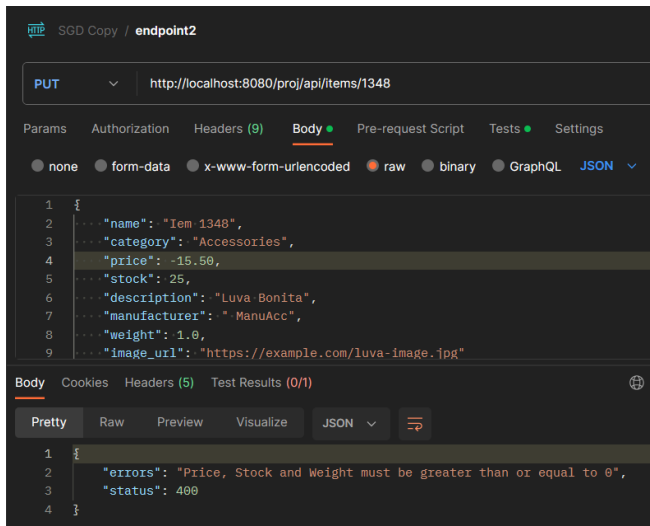 HTTP SGD Copy / endpoint2
PUT http://localhost:8080/proj/api/items/1348
Params Authorization Headers (9) Body Pre-request Script Tests Settings
none form-data x-www-form-urlencoded raw binary GraphQL JSON
1 {
2 "name": "Iem 1348",
3 "category": "Accessories",
4 "price": -15.50,
5 "stock": 25,
6 "description": "Luva Bonita",
7 "manufacturer": " ManuAcc",
8 "weight": 1.0,
9 "image_url": "https://example.com/luva-image.jpg"
Body Cookies Headers (5) Test Results (0/1)
Pretty Raw Preview Visualize JSON
1 {
2 "errors": "Price, Stock and Weight must be greater than or equal to 0",
3 "status": 400
4 }